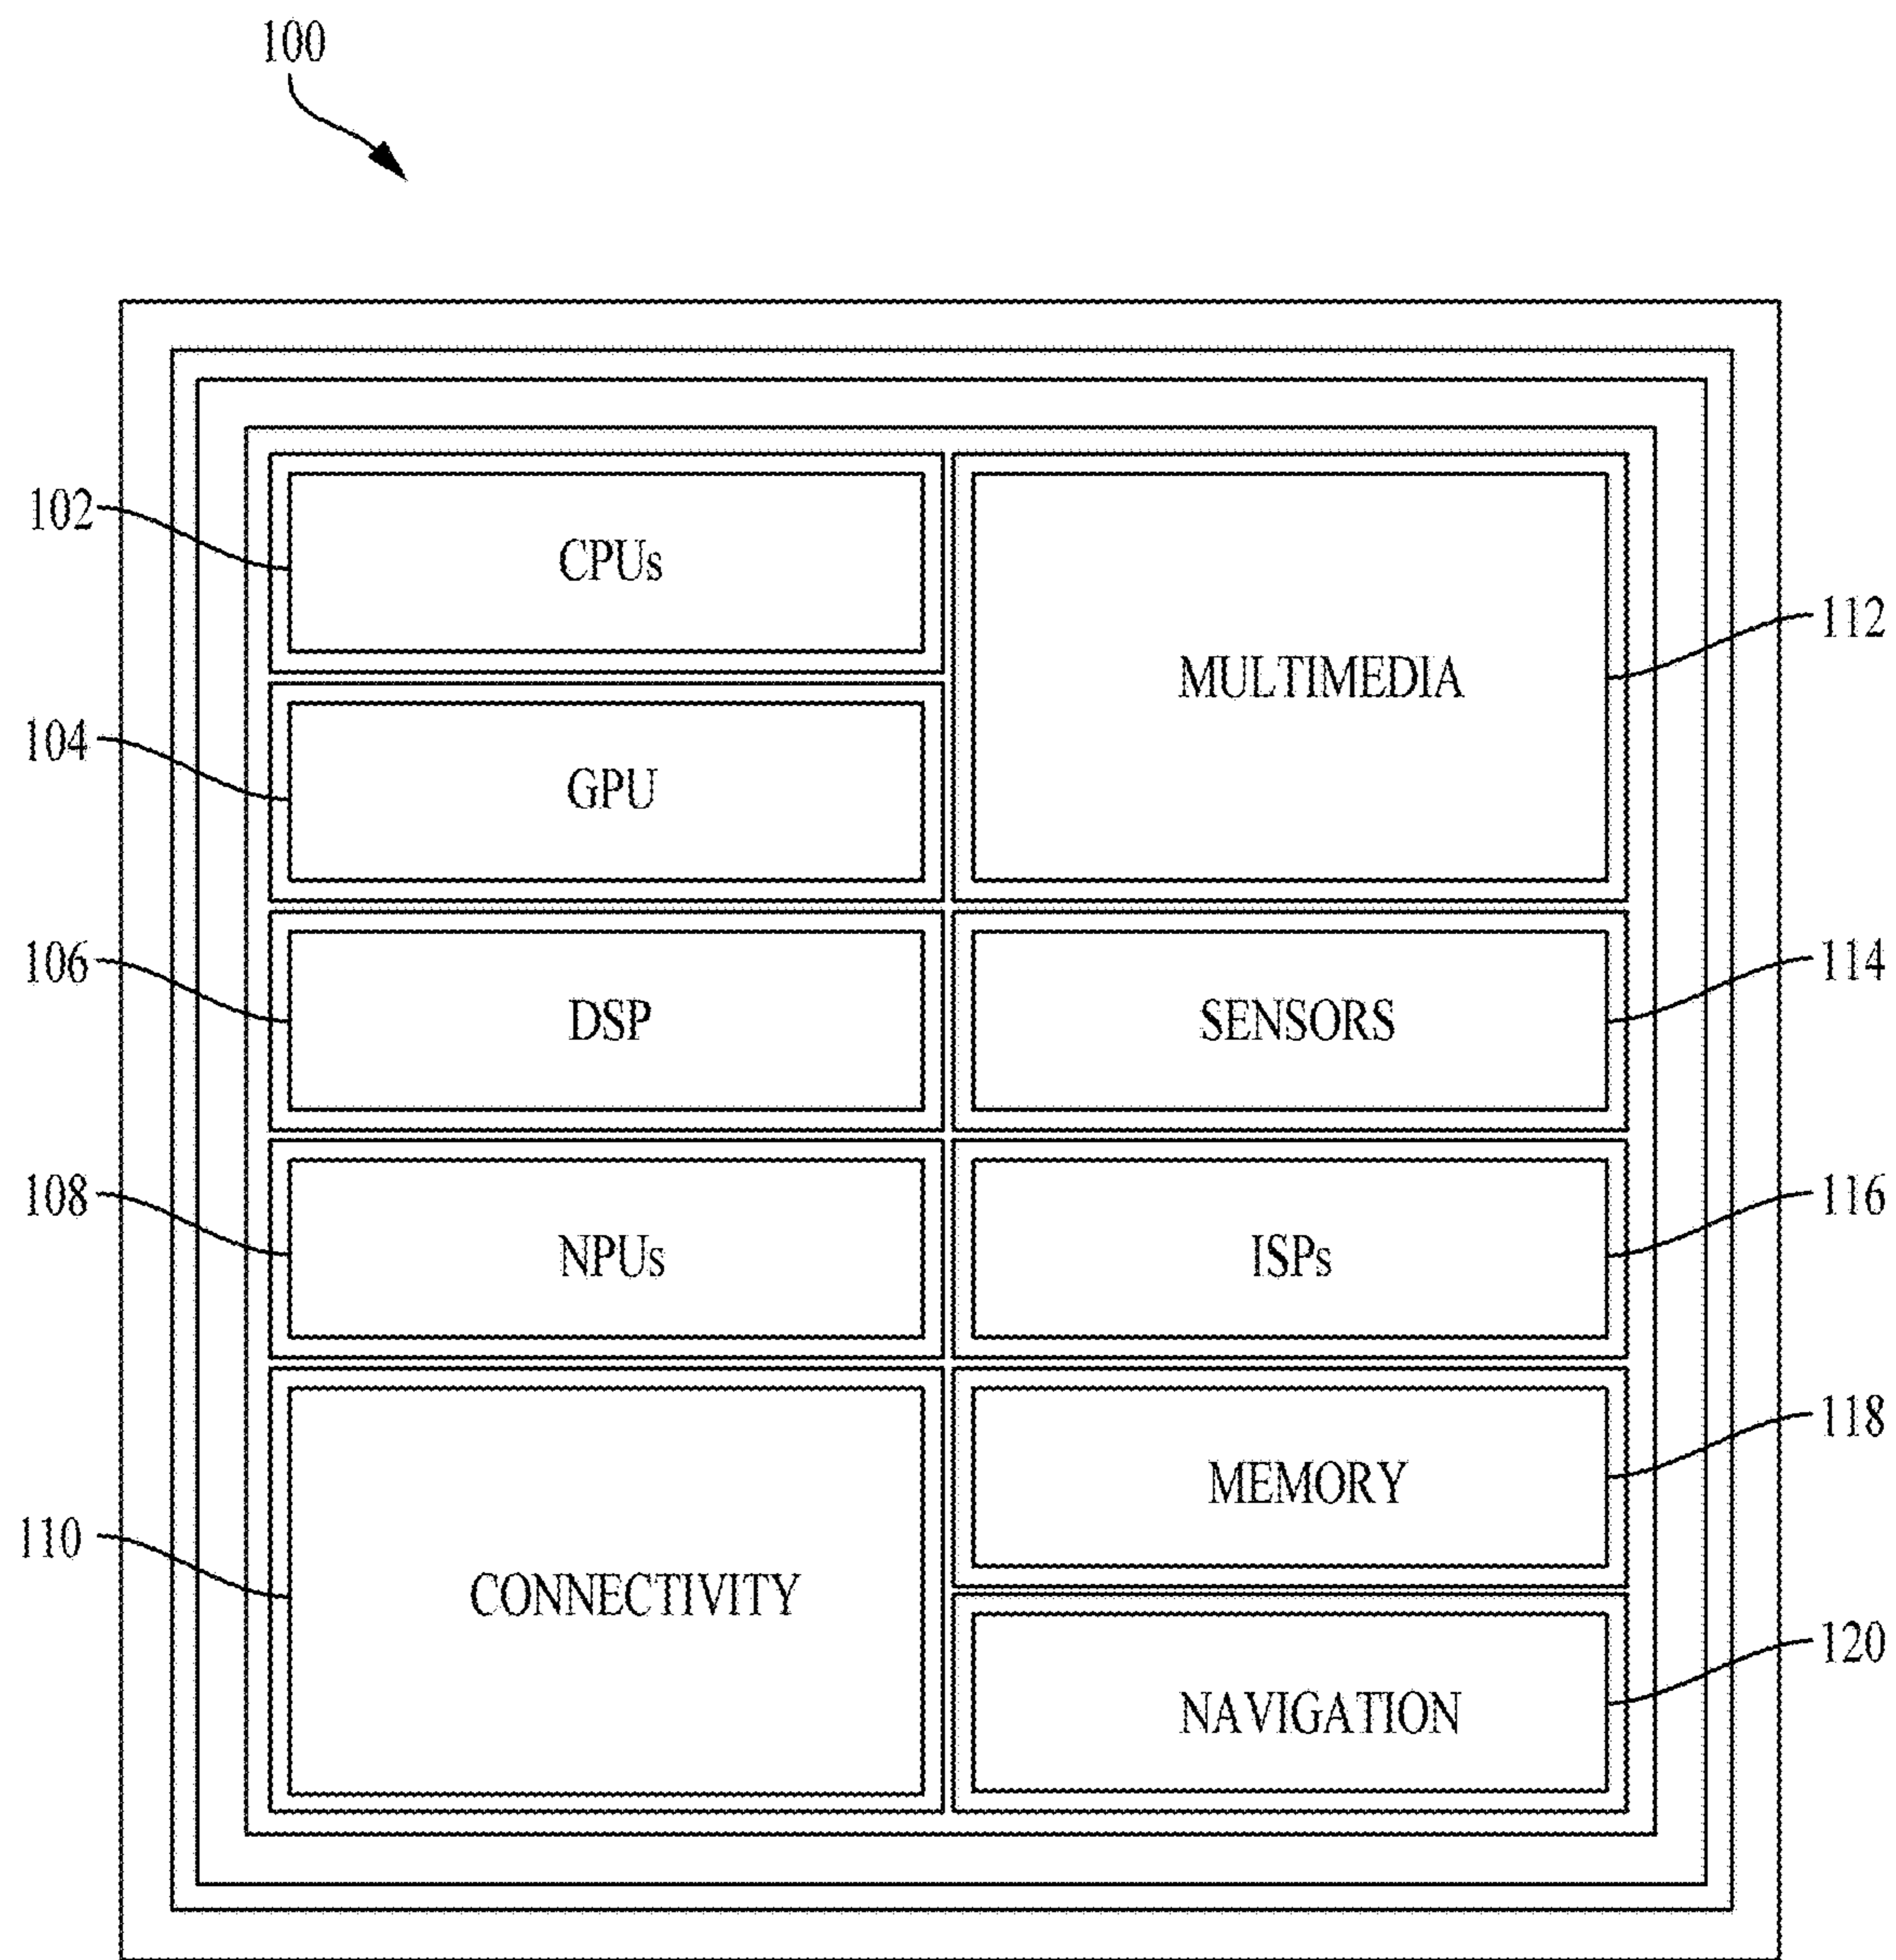 100
102
CPUs
112
MULTIMEDIA
104
GPU
106
DSP
114
SENSORS
108
NPUs
116
ISPs
118
MEMORY
110
CONNECTIVITY
120
NAVIGATION